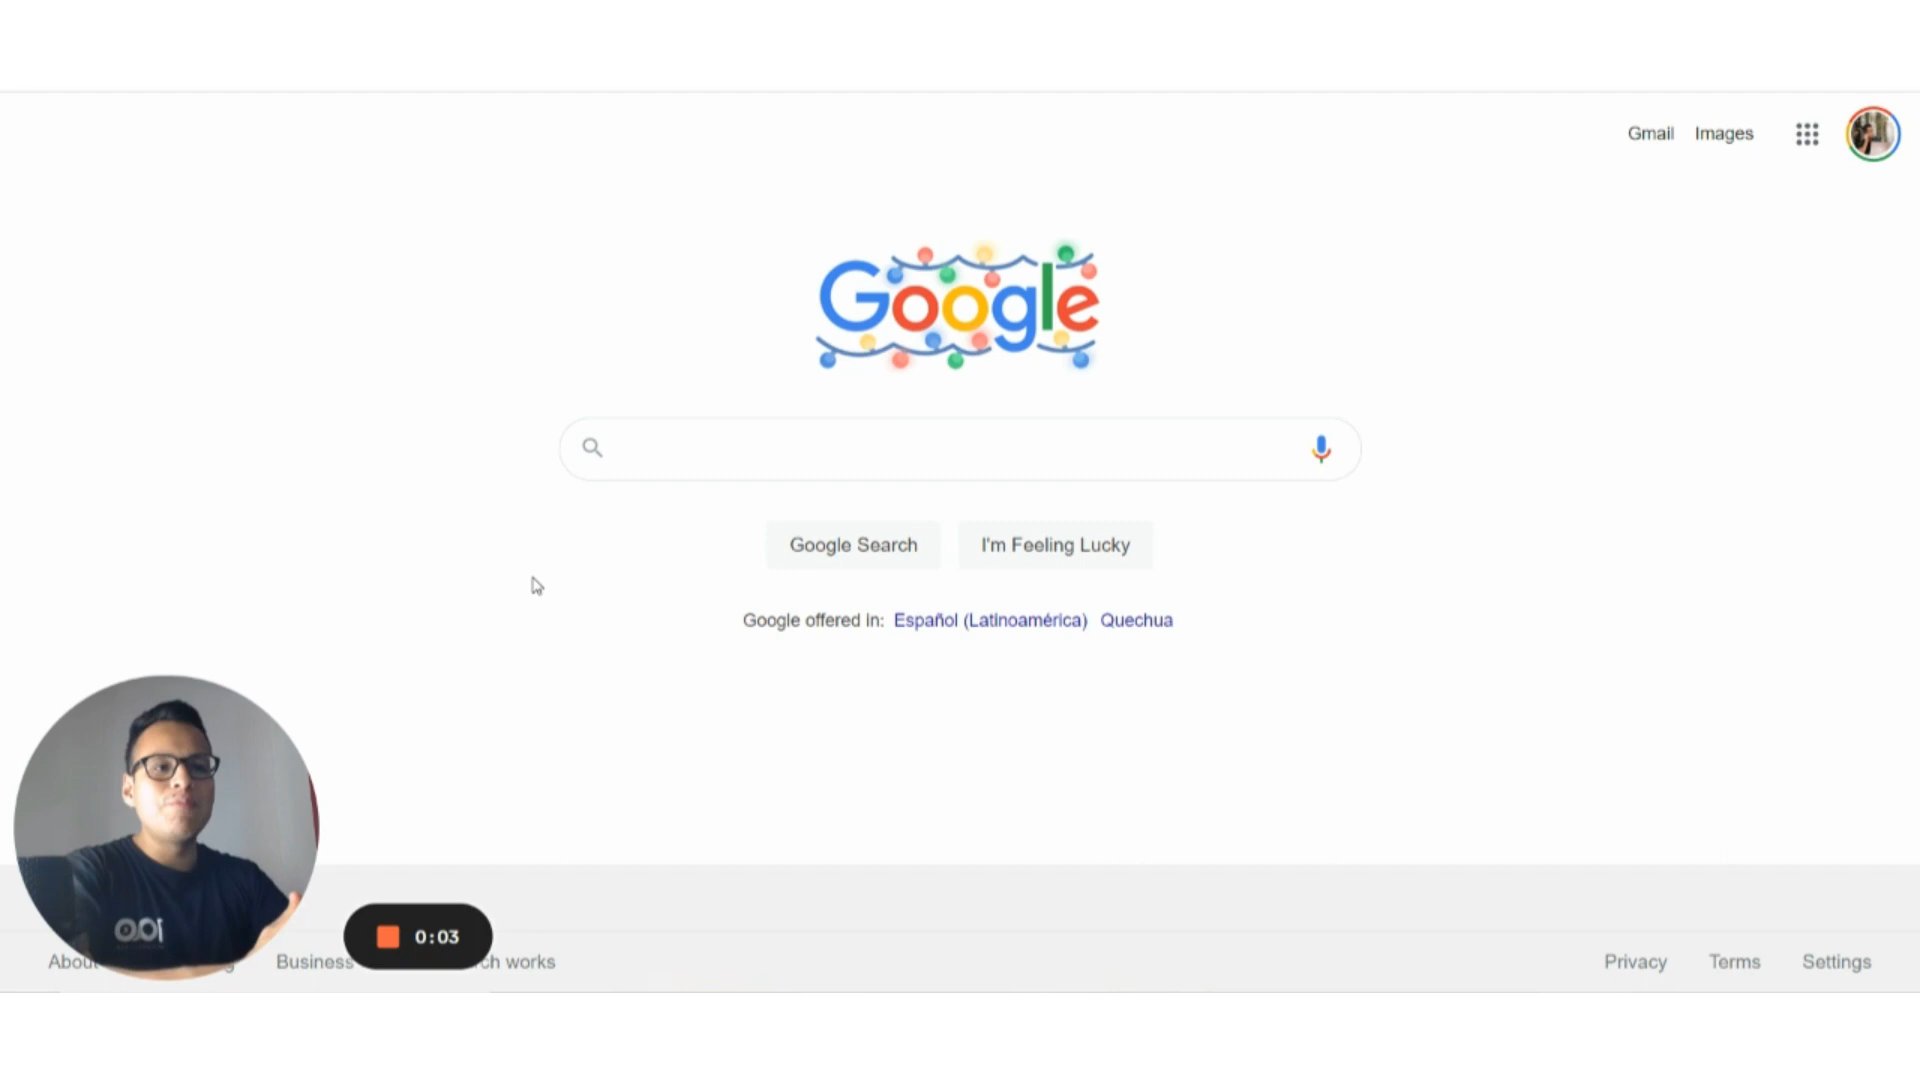 Gmail Images
Google
Google Search I'm Feeling Lucky
Google offered in: Español (Latinoamérica) Quechua
0:03
About Business works
Privacy Terms Settings